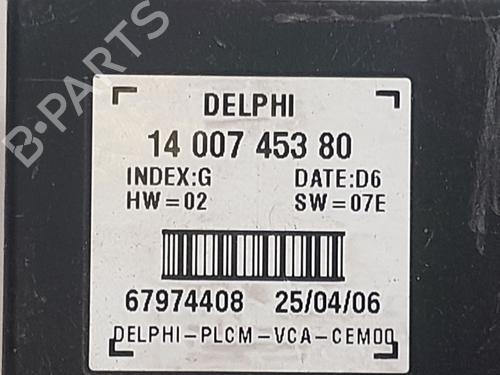 B-PARTS
DELPHI
14 007 453 80
INDEX:G DATE:D6
HW=02 SW=07E
67974408 25/04/06
DELPHI-PLCM-VCA-CEM00